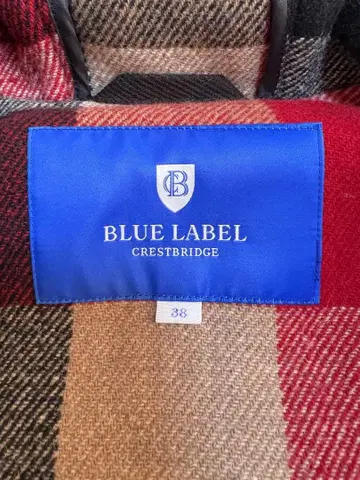 CB
BLUE LABEL
CRESTBRIDGE
38